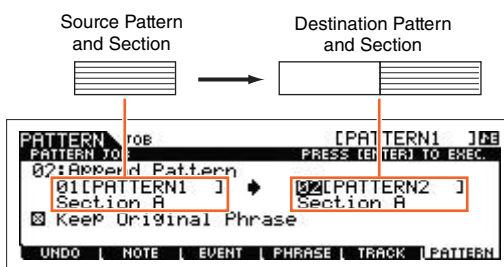 Source Pattern
and Section
Destination Pattern
and Section
PATTERN JOB [PATTERN1 ]
PATTERN JOB PRESS [ENTER] TO EXEC.
02:Append Pattern
01[PATTERN1 ] → 02[PATTERN2 ]
Section A Section A
Keep Original Phrase
UNDO NOTE EVENT PHRASE TRACK PATTERN